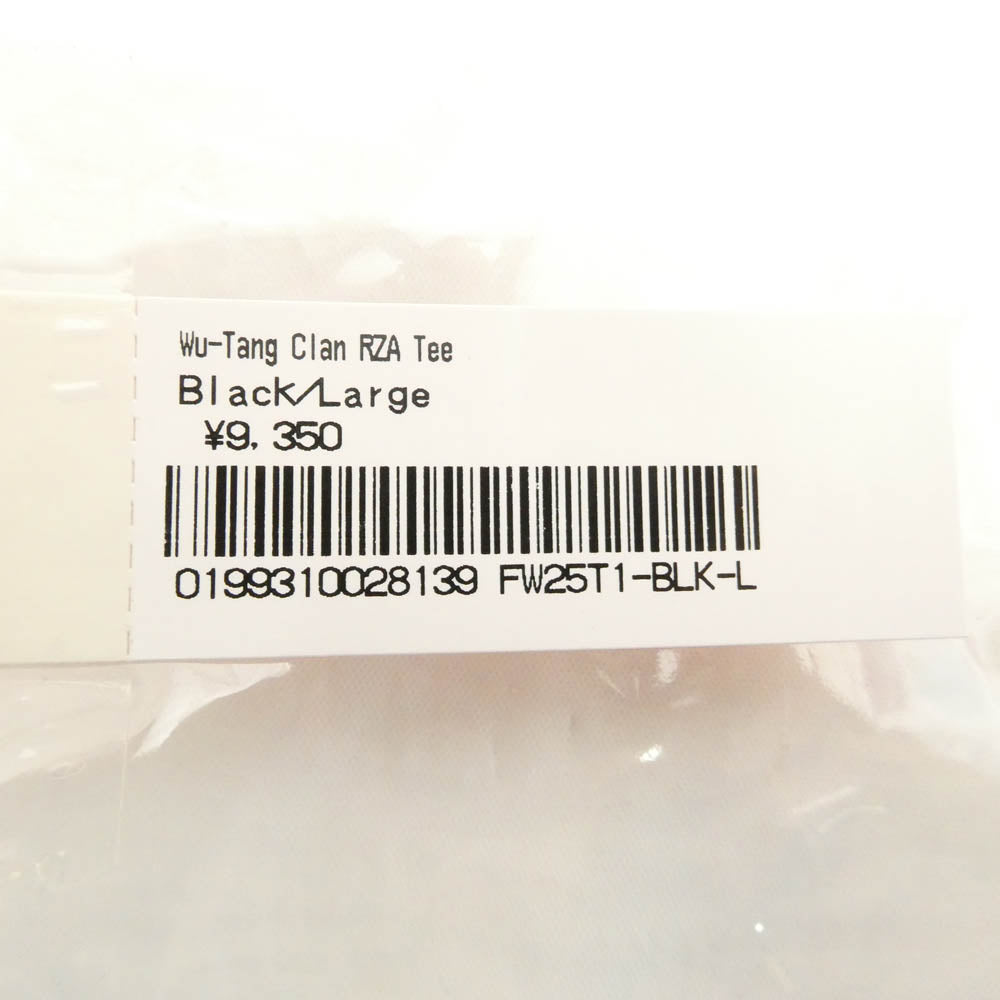 Wu-Tang Clan RZA Tee
Black/Large
¥9,350
0199310028139 FW25T1-BLK-L